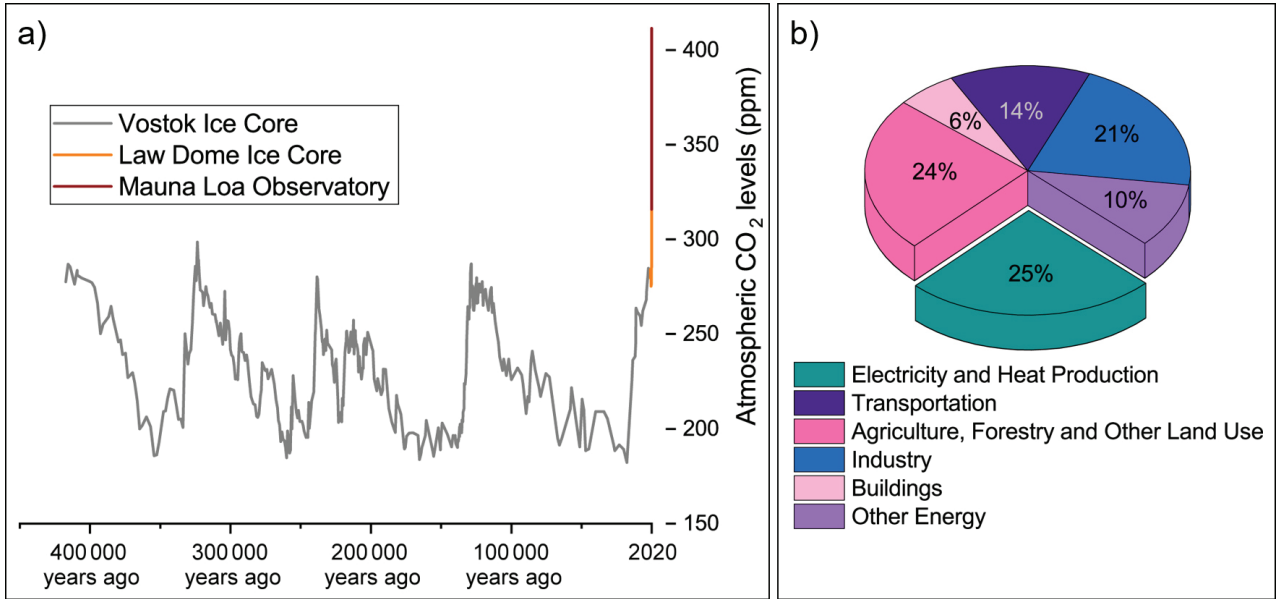 a)
Vostok Ice Core
Law Dome Ice Core
Mauna Loa Observatory
400
350
300
250
200
150
Atmospheric CO₂ levels (ppm)
400 000
years ago
300 000
years ago
200 000
years ago
100 000
years ago
2020
b)
14%
6%
21%
24%
10%
25%
Electricity and Heat Production
Transportation
Agriculture, Forestry and Other Land Use
Industry
Buildings
Other Energy